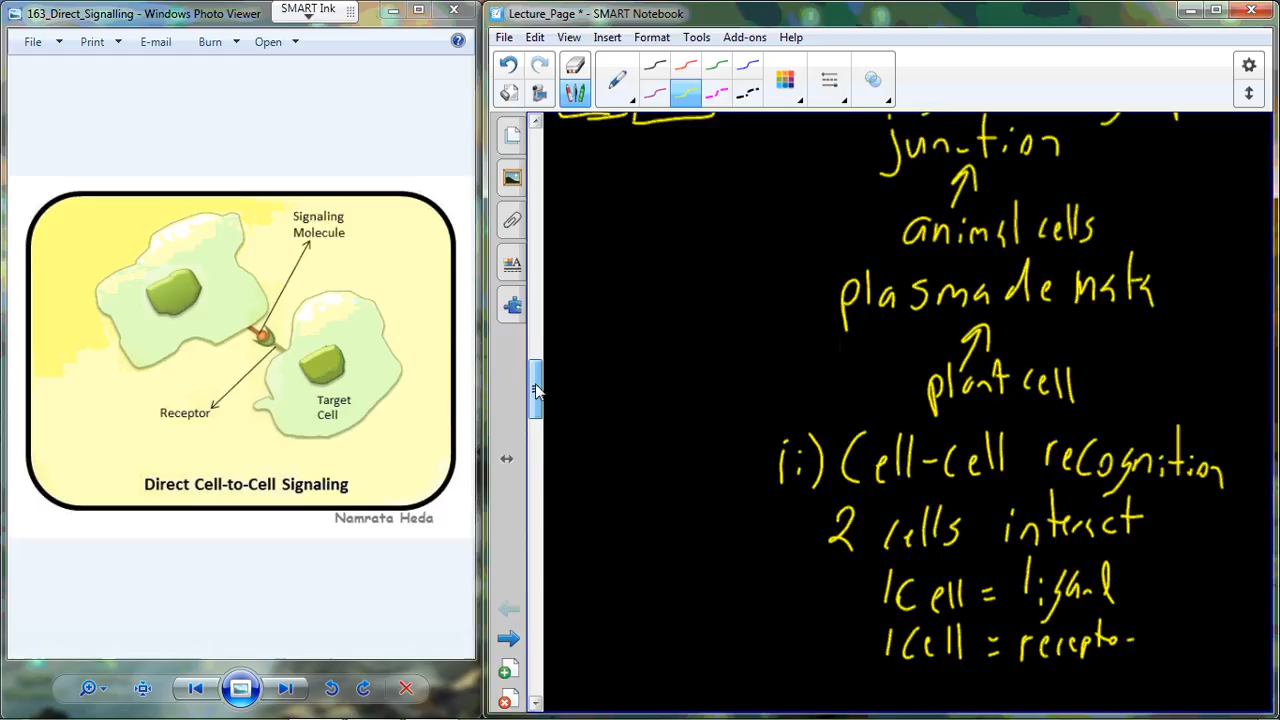 163_Direct_Signalling - Windows Photo Viewer
SMART Ink
File Print E-mail Burn Open
Signaling
Molecule
Receptor
Target
Cell
Direct Cell-to-Cell Signaling
Namrata Heda
Lecture_Page * - SMART Notebook
File Edit View Insert Format Tools Add-ons Help
junction
animal cells
plasmodemata
plant cell
ii) Cell-cell recognition
2 cells interact
1 Cell = ligand
1 Cell = receptor